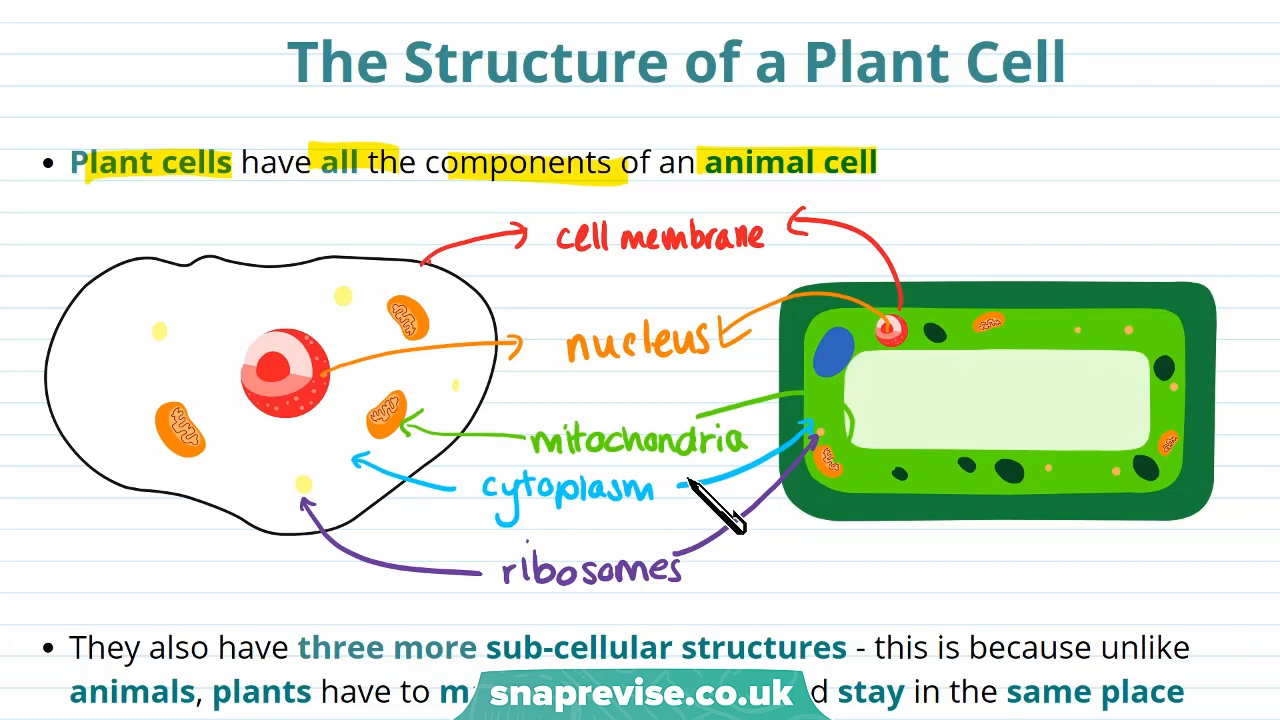 The Structure of a Plant Cell
• Plant cells have all the components of an animal cell
cell membrane
nucleus
mitochondria
cytoplasm
ribosomes
• They also have three more sub-cellular structures - this is because unlike
animals, plants have to stay in the same place
snaprevise.co.uk